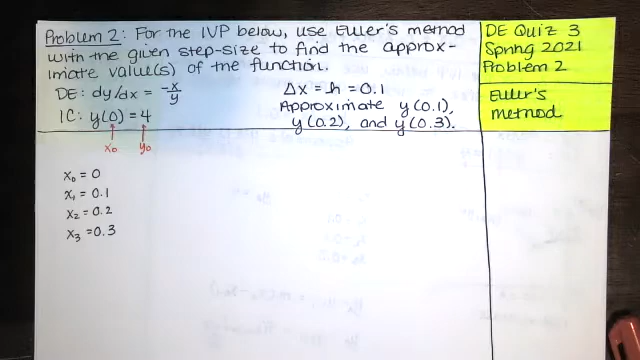 Problem 2: For the IVP below, use Euler's method
with the given step-size to find the approx-
imate value(s) of the function.
DE: dy/dx = -x/y
IC: y(0) = 4
x₀ y₀
Δx = h = 0.1
Approximate y(0.1),
y(0.2), and y(0.3).
DE Quiz 3
Spring 2021
Problem 2
Euler's
method
x₀ = 0
x₁ = 0.1
x₂ = 0.2
x₃ = 0.3